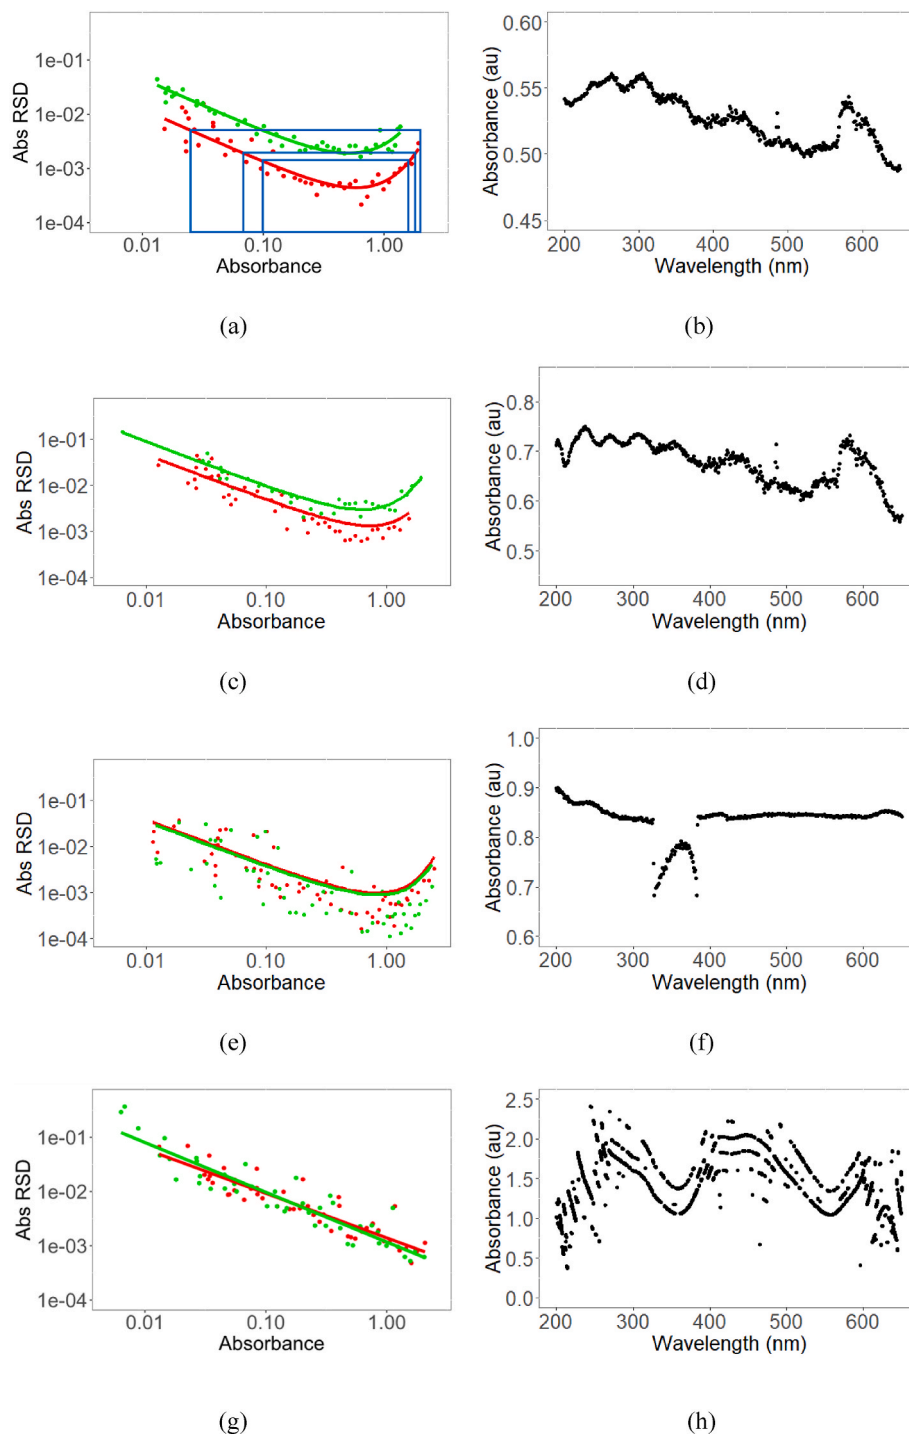 1e-01
1e-02
1e-03
1e-04
Abs RSD
0.01 0.10 1.00
Absorbance
(a)
0.60
0.55
0.50
0.45
Absorbance (au)
200 300 400 500 600
Wavelength (nm)
(b)
1e-01
1e-02
1e-03
1e-04
Abs RSD
0.01 0.10 1.00
Absorbance
(c)
0.8
0.7
0.6
0.5
Absorbance (au)
200 300 400 500 600
Wavelength (nm)
(d)
1e-01
1e-02
1e-03
1e-04
Abs RSD
0.01 0.10 1.00
Absorbance
(e)
1.0
0.9
0.8
0.7
0.6
Absorbance (au)
200 300 400 500 600
Wavelength (nm)
(f)
1e-01
1e-02
1e-03
1e-04
Abs RSD
0.01 0.10 1.00
Absorbance
(g)
2.5
2.0
1.5
1.0
0.5
0.0
Absorbance (au)
200 300 400 500 600
Wavelength (nm)
(h)